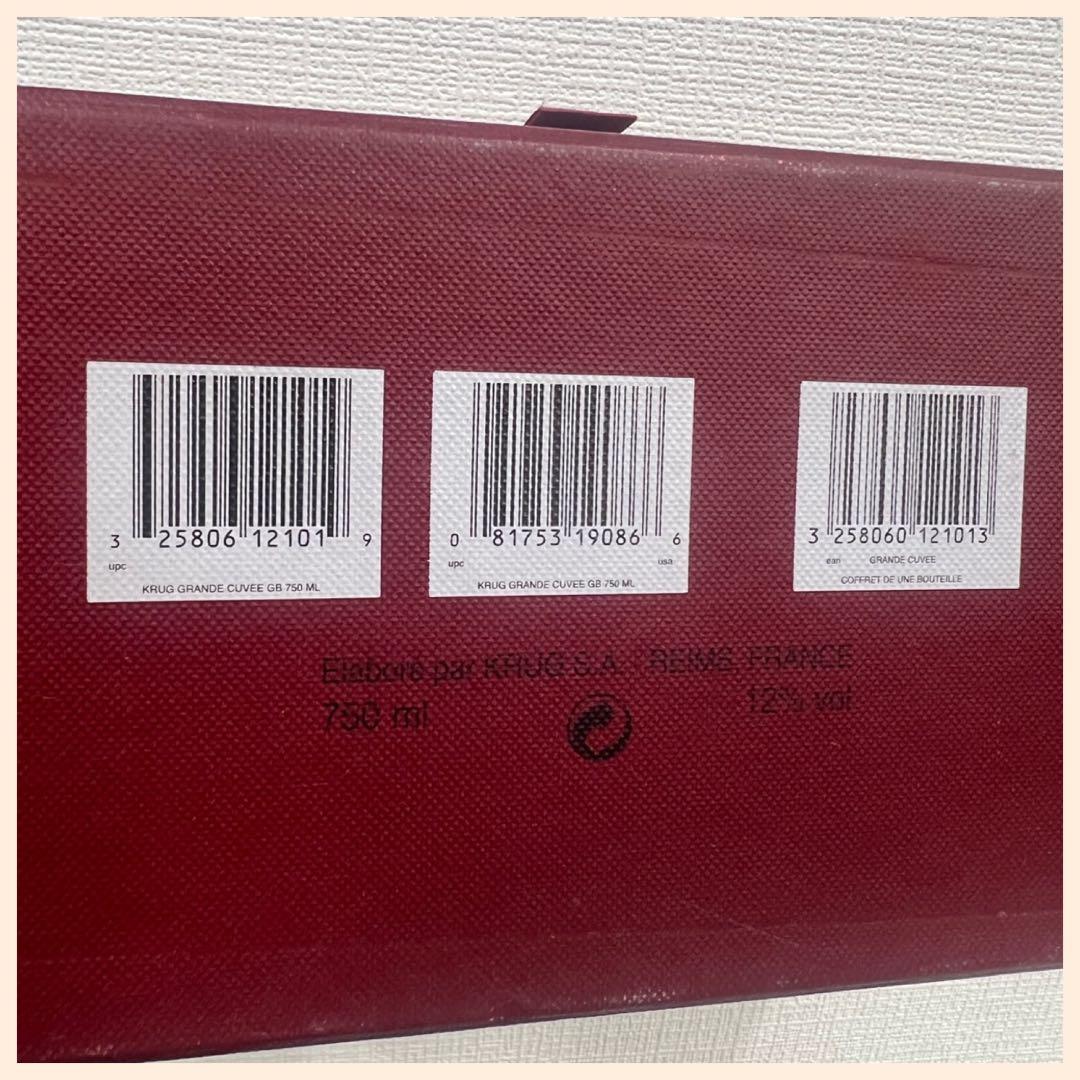 3 25806 12101 9
upc
KRUG GRANDE CUVEE GB 750 ML
0 81753 19086 6
upc usa
KRUG GRANDE CUVEE GB 750 ML
3 258060 121013
ean GRANDE CUVEE
COFFRET DE UNE BOUTEILLE
Elaboré par KRUG S.A. - REIMS, FRANCE
750 ml 12% vol